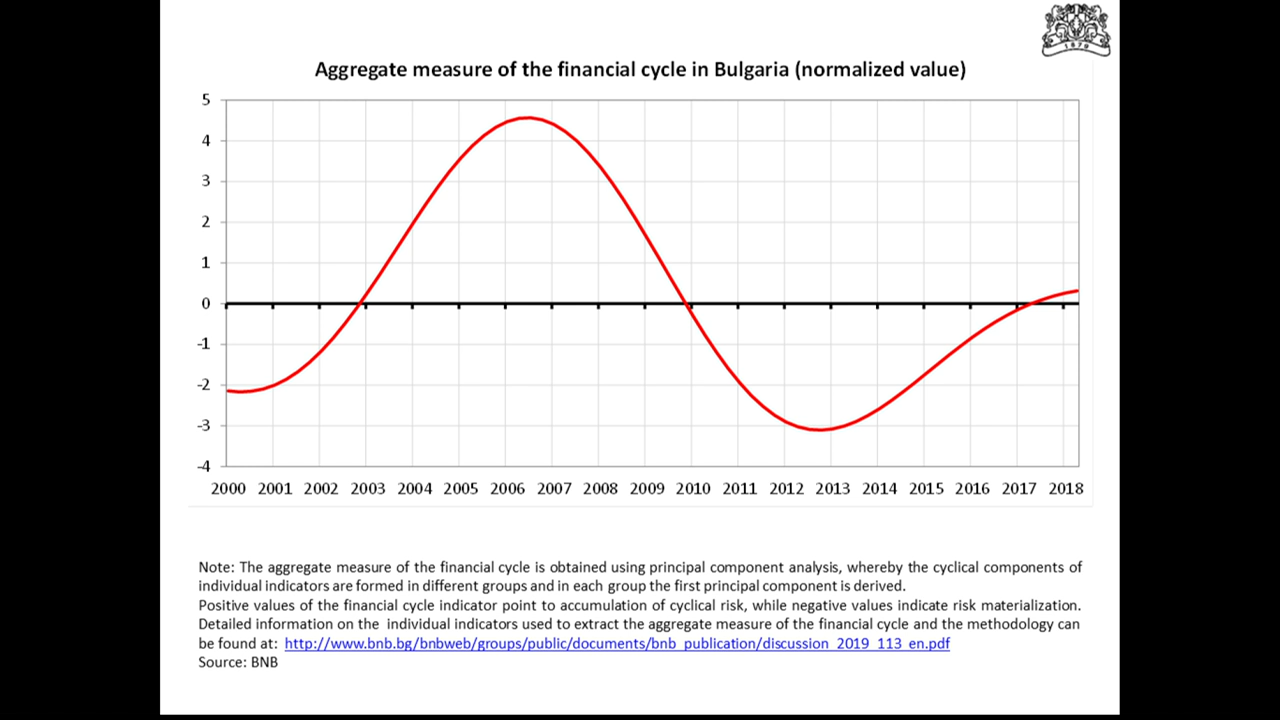 1879
Aggregate measure of the financial cycle in Bulgaria (normalized value)
5
4
3
2
1
0
-1
-2
-3
-4
2000 2001 2002 2003 2004 2005 2006 2007 2008 2009 2010 2011 2012 2013 2014 2015 2016 2017 2018
Note: The aggregate measure of the financial cycle is obtained using principal component analysis, whereby the cyclical components of
individual indicators are formed in different groups and in each group the first principal component is derived.
Positive values of the financial cycle indicator point to accumulation of cyclical risk, while negative values indicate risk materialization.
Detailed information on the individual indicators used to extract the aggregate measure of the financial cycle and the methodology can
be found at: http://www.bnb.bg/bnbweb/groups/public/documents/bnb_publication/discussion_2019_113_en.pdf
Source: BNB